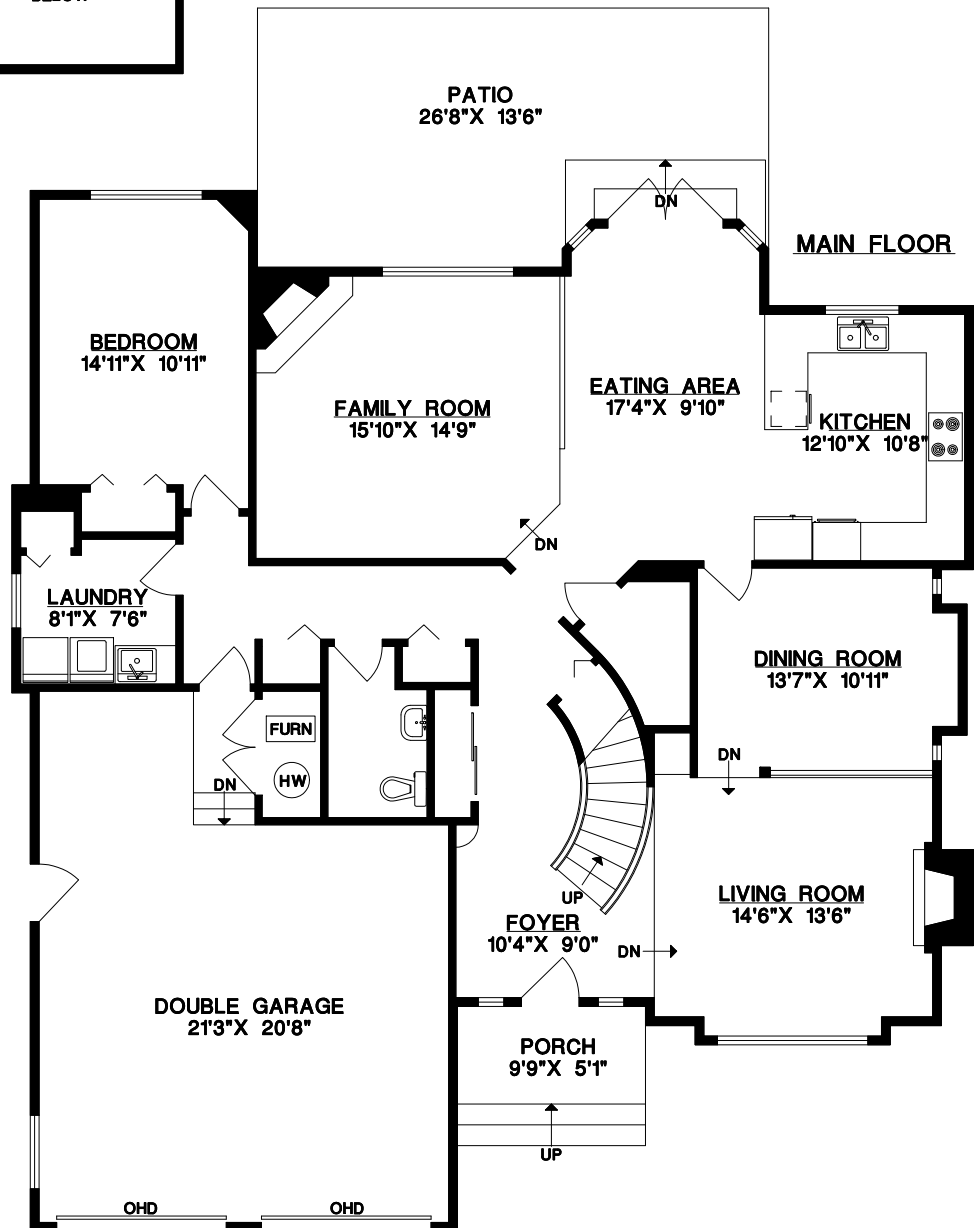 BELOW
PATIO
26'8"X 13'6"
DN
MAIN FLOOR
BEDROOM
14'11"X 10'11"
EATING AREA
17'4"X 9'10"
FAMILY ROOM
15'10"X 14'9"
KITCHEN
12'10"X 10'8"
DN
LAUNDRY
8'1"X 7'6"
DINING ROOM
13'7"X 10'11"
FURN
DN
HW
DN
UP
LIVING ROOM
14'6"X 13'6"
FOYER
10'4"X 9'0"
DN
DOUBLE GARAGE
21'3"X 20'8"
PORCH
9'9"X 5'1"
UP
OHD
OHD